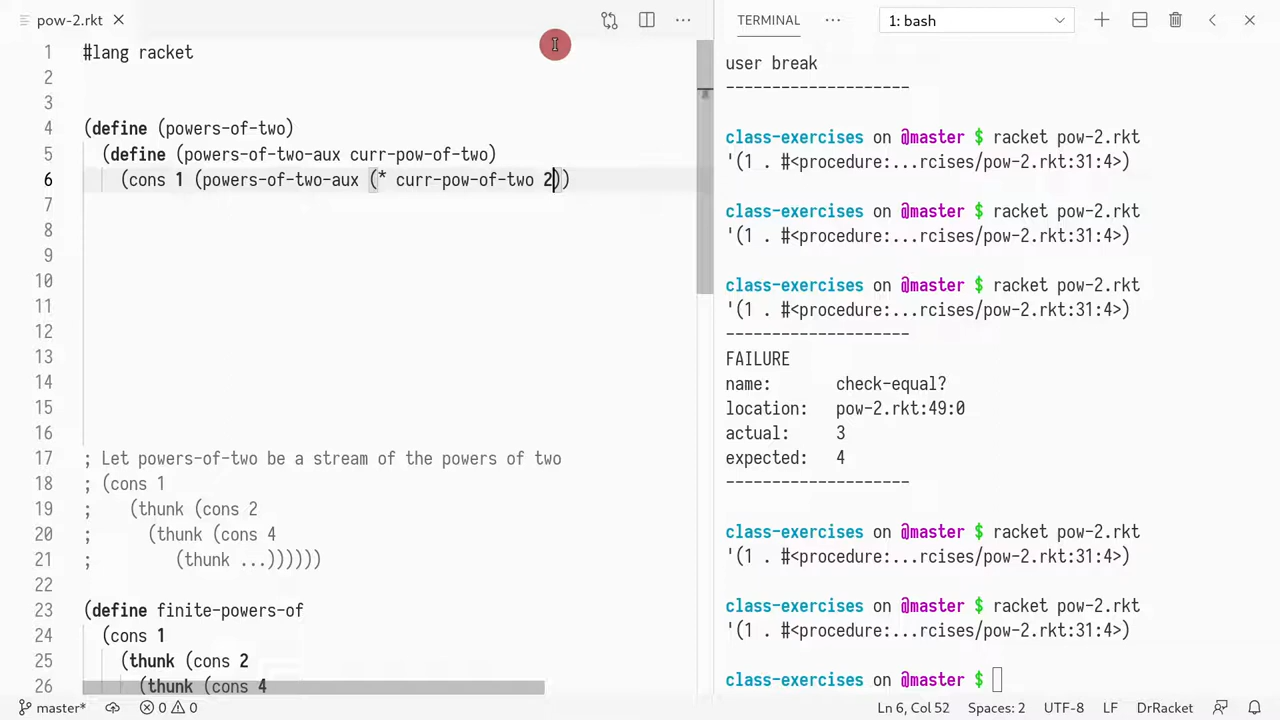 pow-2.rkt
1 #lang racket
2
3
4 (define (powers-of-two)
5 (define (powers-of-two-aux curr-pow-of-two)
6 (cons 1 (powers-of-two-aux (* curr-pow-of-two 2))
7
8
9
10
11
12
13
14
15
16
17 ; Let powers-of-two be a stream of the powers of two
18 ; (cons 1
19 ; (thunk (cons 2
20 ; (thunk (cons 4
21 ; (thunk ...))))))
22
23 (define finite-powers-of
24 (cons 1
25 (thunk (cons 2
26 (thunk (cons 4
TERMINAL
1: bash
user break
--------------------
class-exercises on @master $ racket pow-2.rkt
'(1 . #<procedure:...rcises/pow-2.rkt:31:4>)
class-exercises on @master $ racket pow-2.rkt
'(1 . #<procedure:...rcises/pow-2.rkt:31:4>)
class-exercises on @master $ racket pow-2.rkt
'(1 . #<procedure:...rcises/pow-2.rkt:31:4>)
--------------------
FAILURE
name: check-equal?
location: pow-2.rkt:49:0
actual: 3
expected: 4
--------------------
class-exercises on @master $ racket pow-2.rkt
'(1 . #<procedure:...rcises/pow-2.rkt:31:4>)
class-exercises on @master $ racket pow-2.rkt
'(1 . #<procedure:...rcises/pow-2.rkt:31:4>)
class-exercises on @master $
master* 0 0 Ln 6, Col 52 Spaces: 2 UTF-8 LF DrRacket